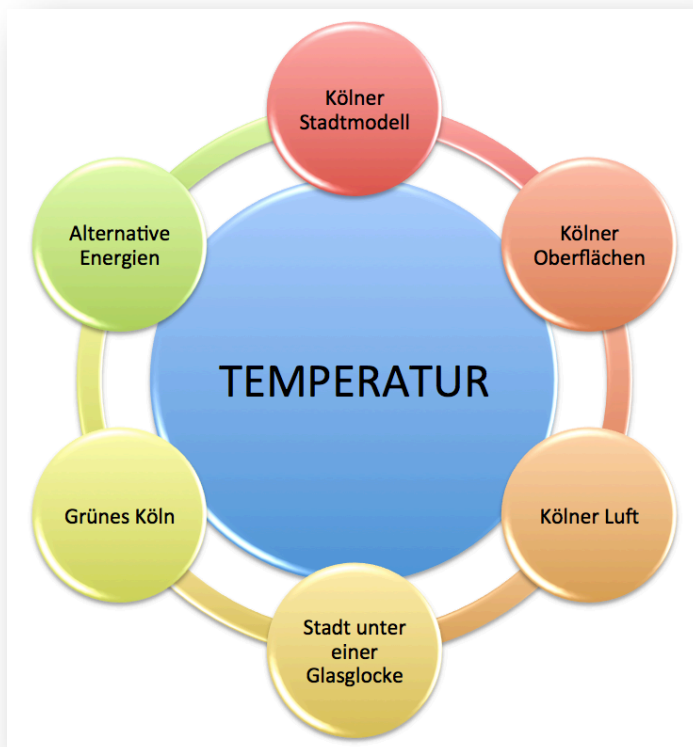 Kölner
Stadtmodell
Kölner
Oberflächen
Kölner Luft
Stadt unter
einer
Glasglocke
Grünes Köln
Alternative
Energien
TEMPERATUR